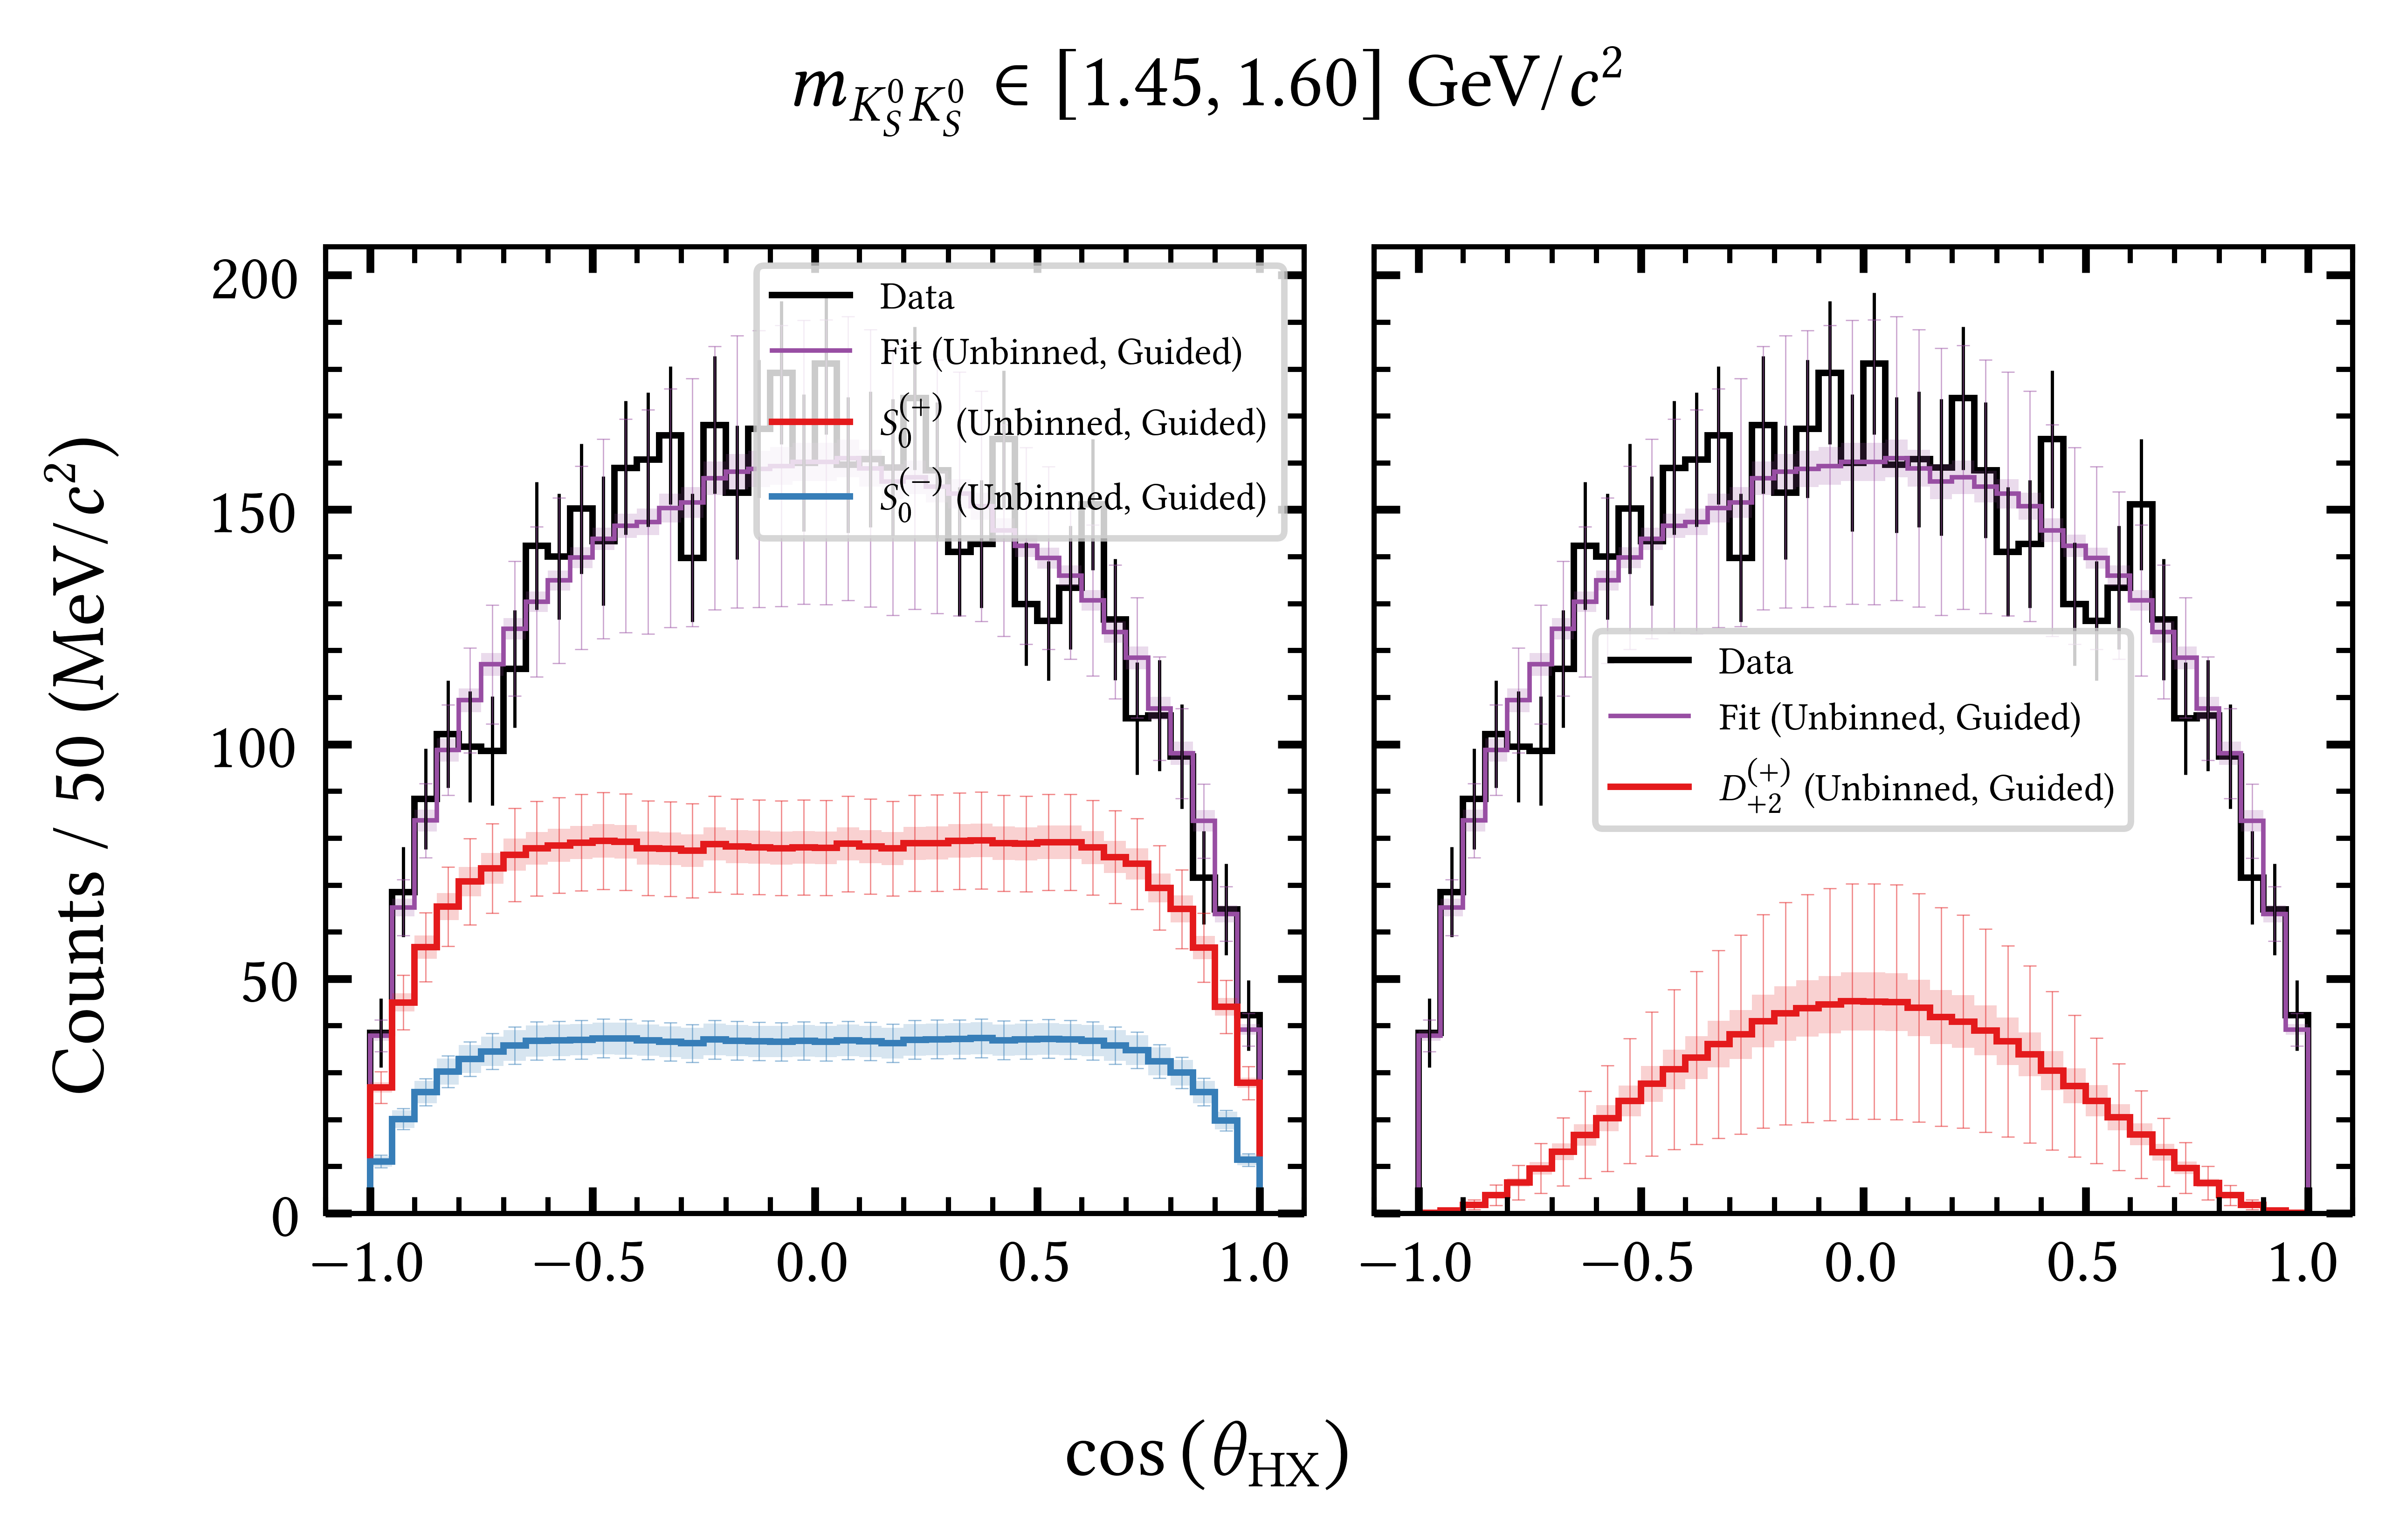 m_{K_S^0 K_S^0} ∈ [1.45, 1.60] GeV/c²
Counts / 50 (MeV/c²)
200
150
100
50
0
Data
Fit (Unbinned, Guided)
S_0^{(+)} (Unbinned, Guided)
S_0^{(−)} (Unbinned, Guided)
−1.0 −0.5 0.0 0.5 1.0
Data
Fit (Unbinned, Guided)
D_{+2}^{(+)} (Unbinned, Guided)
−1.0 −0.5 0.0 0.5 1.0
cos (θ_{HX})